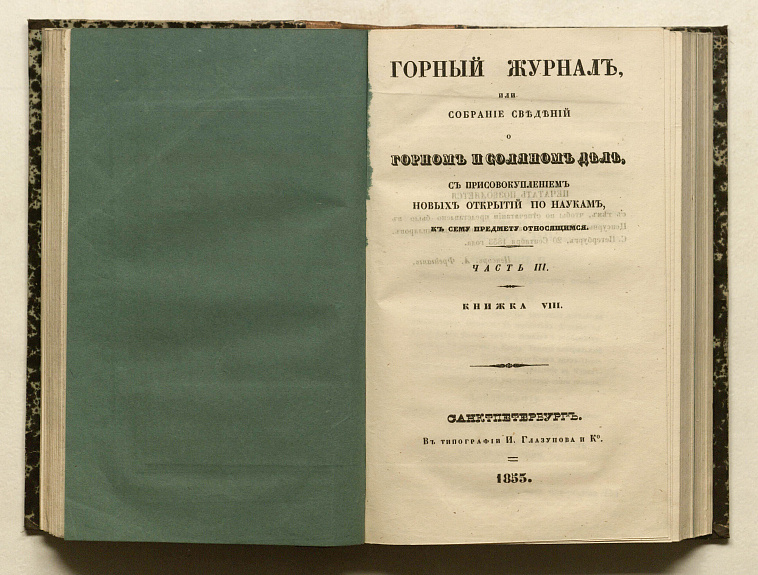 ГОРНЫЙ ЖУРНАЛЪ,
ИЛИ
СОБРАНІЕ СВѢДѢНІЙ
О
ГОРНОМЪ И СОЛЯНОМЪ ДѢЛѢ,
СЪ ПРИСОВОКУПЛЕНІЕМЪ
НОВЫХЪ ОТКРЫТІЙ ПО НАУКАМЪ,
КЪ СЕМУ ПРЕДМЕТУ ОТНОСЯЩИМСЯ.
ЧАСТЬ III.
КНИЖКА VIII.
САНКТПЕТЕРБУРГЪ.
Въ типографіи И. Глазунова и Ко.
1835.